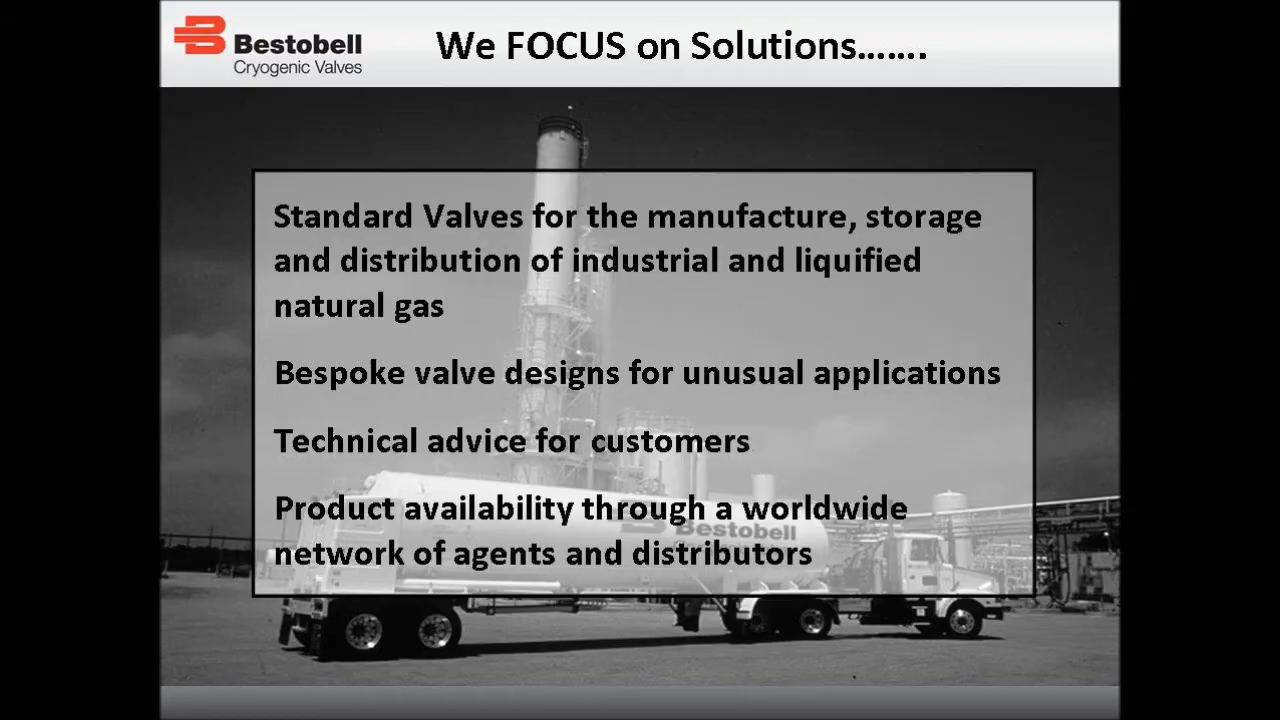 Bestobell
Cryogenic Valves
We FOCUS on Solutions…….
Standard Valves for the manufacture, storage
and distribution of industrial and liquified
natural gas
Bespoke valve designs for unusual applications
Technical advice for customers
Product availability through a worldwide
network of agents and distributors
Bestobell